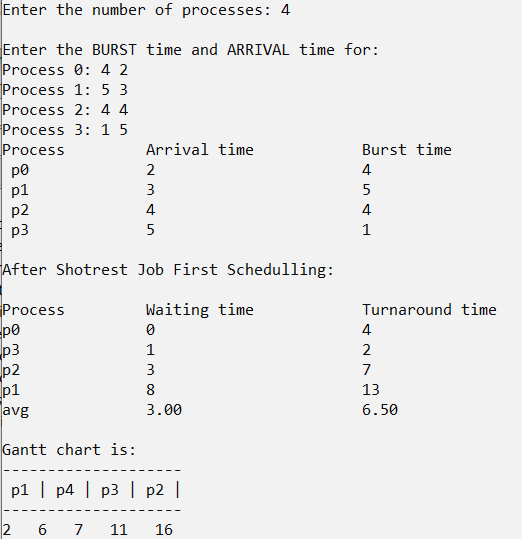 Enter the number of processes: 4
Enter the BURST time and ARRIVAL time for:
Process 0: 4 2
Process 1: 5 3
Process 2: 4 4
Process 3: 1 5
Process Arrival time Burst time
p0 2 4
p1 3 5
p2 4 4
p3 5 1
After Shotrest Job First Schedulling:
Process Waiting time Turnaround time
p0 0 4
p3 1 2
p2 3 7
p1 8 13
avg 3.00 6.50
Gantt chart is:
--------------------
p1 | p4 | p3 | p2 |
--------------------
2 6 7 11 16